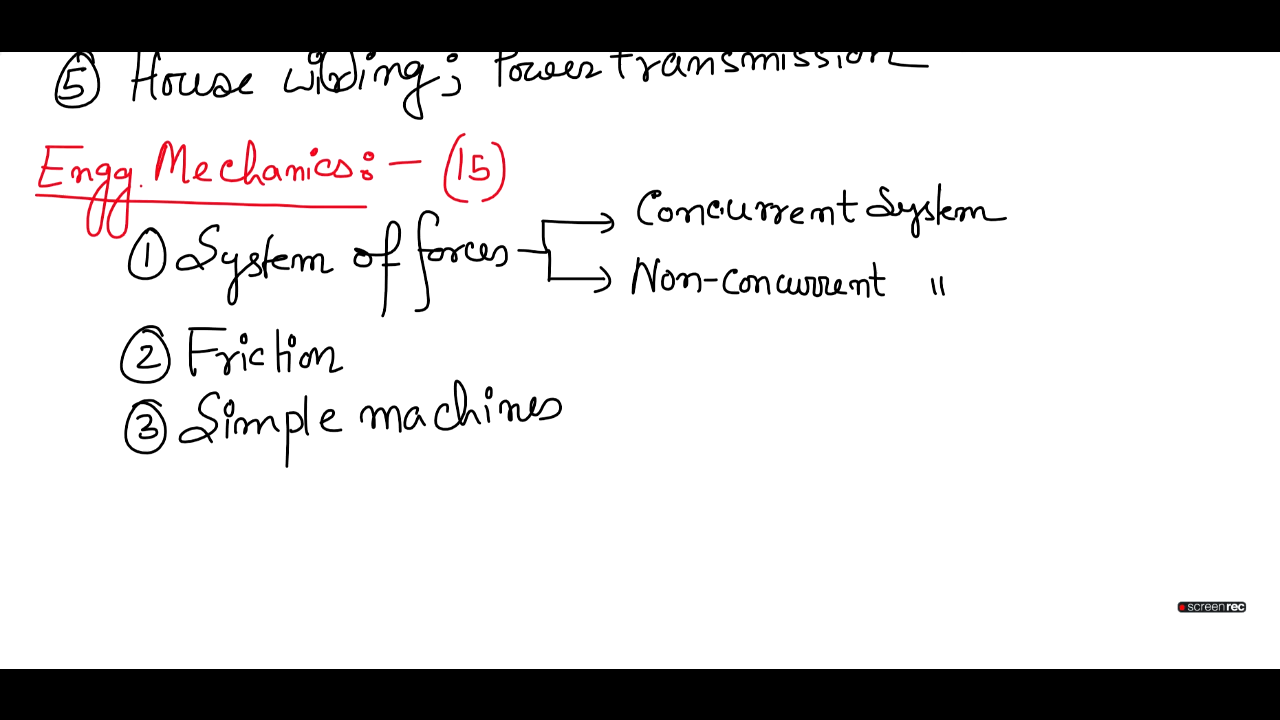 ⑤ House wiring; Power transmission
Engg. Mechanics:- (15)
① System of forces → Concurrent System
→ Non-concurrent "
② Friction
③ Simple machines
screenrec